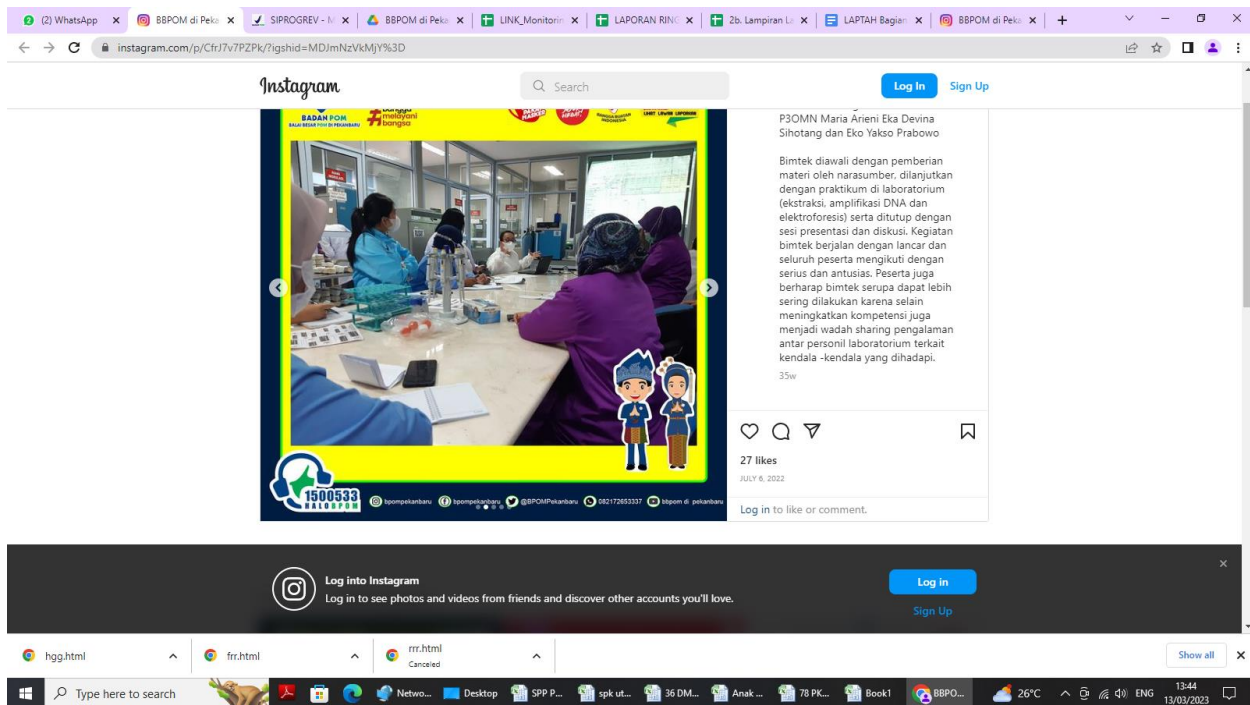 (2) WhatsApp
BBPOM di Peka
SIPROGREV - M
BBPOM di Peka
LINK_Monitorin
LAPORAN RING
2b. Lampiran La
LAPTAH Bagian
BBPOM di Peka
instagram.com/p/CfrJ7v7PZPk/?igshid=MDJmNzVkMjY%3D
Instagram
Search
Log In
Sign Up
BADAN POM
BALAI BESAR POM DI PEKANBARU
bangga
melayani
bangsa
P3OMN Maria Arieni Eka Devina
Sihotang dan Eko Yakso Prabowo
Bimtek diawali dengan pemberian
materi oleh narasumber, dilanjutkan
dengan praktikum di laboratorium
(ekstraksi, amplifikasi DNA dan
elektroforesis) serta ditutup dengan
sesi presentasi dan diskusi. Kegiatan
bimtek berjalan dengan lancar dan
seluruh peserta mengikuti dengan
serius dan antusias. Peserta juga
berharap bimtek serupa dapat lebih
sering dilakukan karena selain
meningkatkan kompetensi juga
menjadi wadah sharing pengalaman
antar personil laboratorium terkait
kendala -kendala yang dihadapi.
35w
27 likes
JULY 6, 2022
Log in to like or comment.
1500533
HALOBPOM
bpompekanbaru
bpompekanbaru
@BPOMPekanbaru
082172653337
bbpom di pekanbaru
Log into Instagram
Log in to see photos and videos from friends and discover other accounts you'll love.
Log in
Sign Up
hgg.html
frr.html
rrr.html
Canceled
Show all
Type here to search
Netwo...
Desktop
SPP P...
spk ut...
36 DM...
Anak ...
78 PK...
Book1
BBPO...
26°C
ENG
13:44
13/03/2023